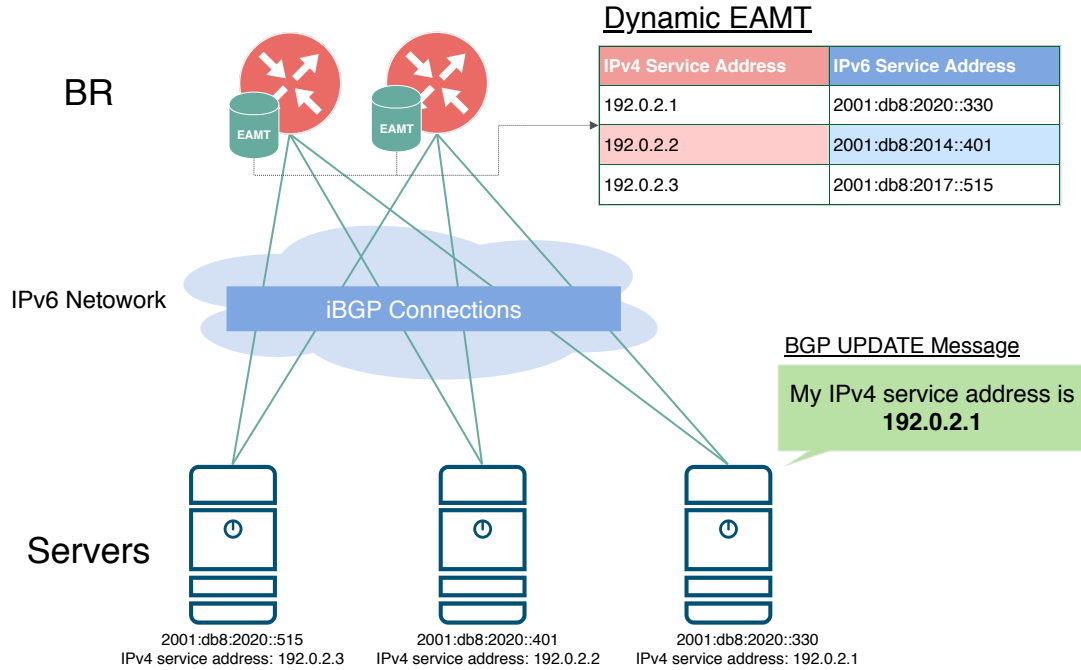 Dynamic EAMT
IPv4 Service Address IPv6 Service Address
192.0.2.1 2001:db8:2020::330
192.0.2.2 2001:db8:2014::401
192.0.2.3 2001:db8:2017::515
BR
EAMT EAMT
IPv6 Netowork
iBGP Connections
BGP UPDATE Message
My IPv4 service address is
192.0.2.1
Servers
2001:db8:2020::515
IPv4 service address: 192.0.2.3
2001:db8:2020::401
IPv4 service address: 192.0.2.2
2001:db8:2020::330
IPv4 service address: 192.0.2.1